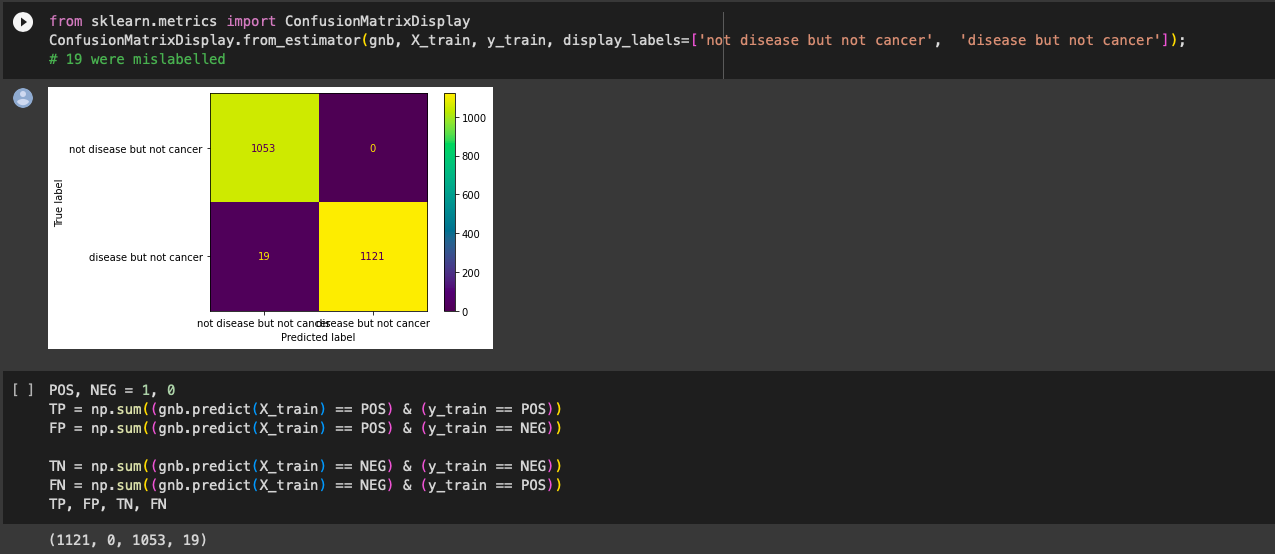 from sklearn.metrics import ConfusionMatrixDisplay
ConfusionMatrixDisplay.from_estimator(gnb, X_train, y_train, display_labels=['not disease but not cancer',  'disease but not cancer']);
# 19 were mislabelled
not disease but not cancer
1053
0
disease but not cancer
19
1121
True label
not disease but not cancer
disease but not cancer
Predicted label
1000
800
600
400
200
0
[ ] POS, NEG = 1, 0
TP = np.sum((gnb.predict(X_train) == POS) & (y_train == POS))
FP = np.sum((gnb.predict(X_train) == POS) & (y_train == NEG))
TN = np.sum((gnb.predict(X_train) == NEG) & (y_train == NEG))
FN = np.sum((gnb.predict(X_train) == NEG) & (y_train == POS))
TP, FP, TN, FN
(1121, 0, 1053, 19)